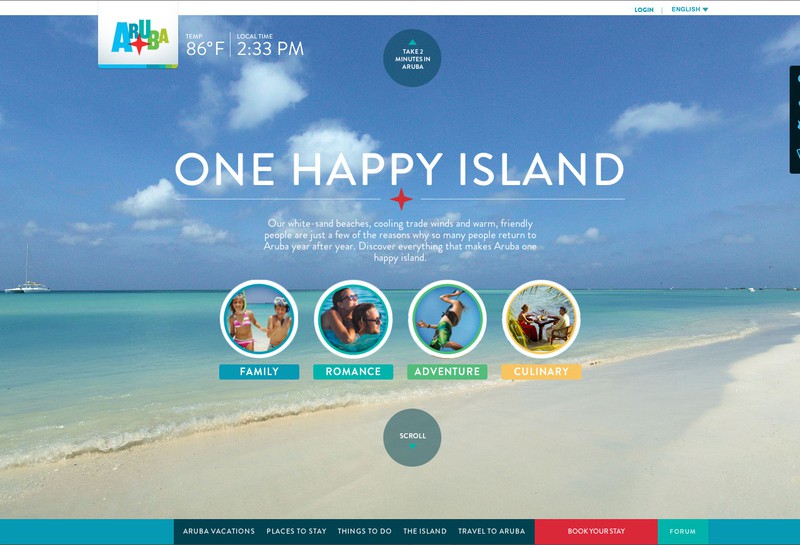 LOGIN | ENGLISH
ARUBA
TEMP
86°F
LOCAL TIME
2:33 PM
TAKE 2
MINUTES IN
ARUBA
ONE HAPPY ISLAND
Our white-sand beaches, cooling trade winds and warm, friendly
people are just a few of the reasons why so many people return to
Aruba year after year. Discover everything that makes Aruba one
happy island.
FAMILY
ROMANCE
ADVENTURE
CULINARY
SCROLL
ARUBA VACATIONS PLACES TO STAY THINGS TO DO THE ISLAND TRAVEL TO ARUBA BOOK YOUR STAY FORUM